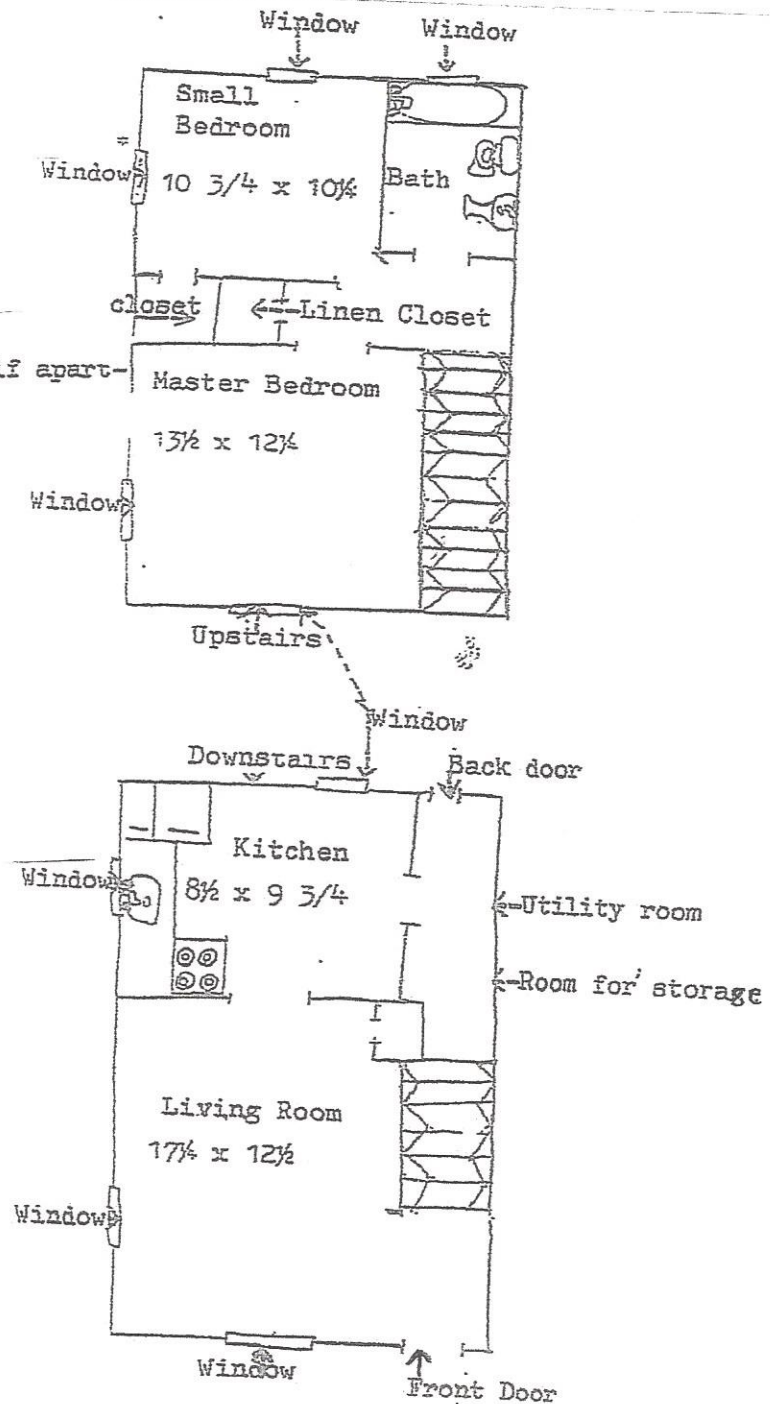 Window Window
Small
Bedroom
*
Window
10 3/4 x 10¼
Bath
closet
Linen Closet
if apart-
Master Bedroom
13½ x 12¼
Window
Upstairs
Window
Downstairs
Back door
Kitchen
Window
8½ x 9 3/4
Utility room
Room for storage
Living Room
17¼ x 12½
Window
Window
Front Door